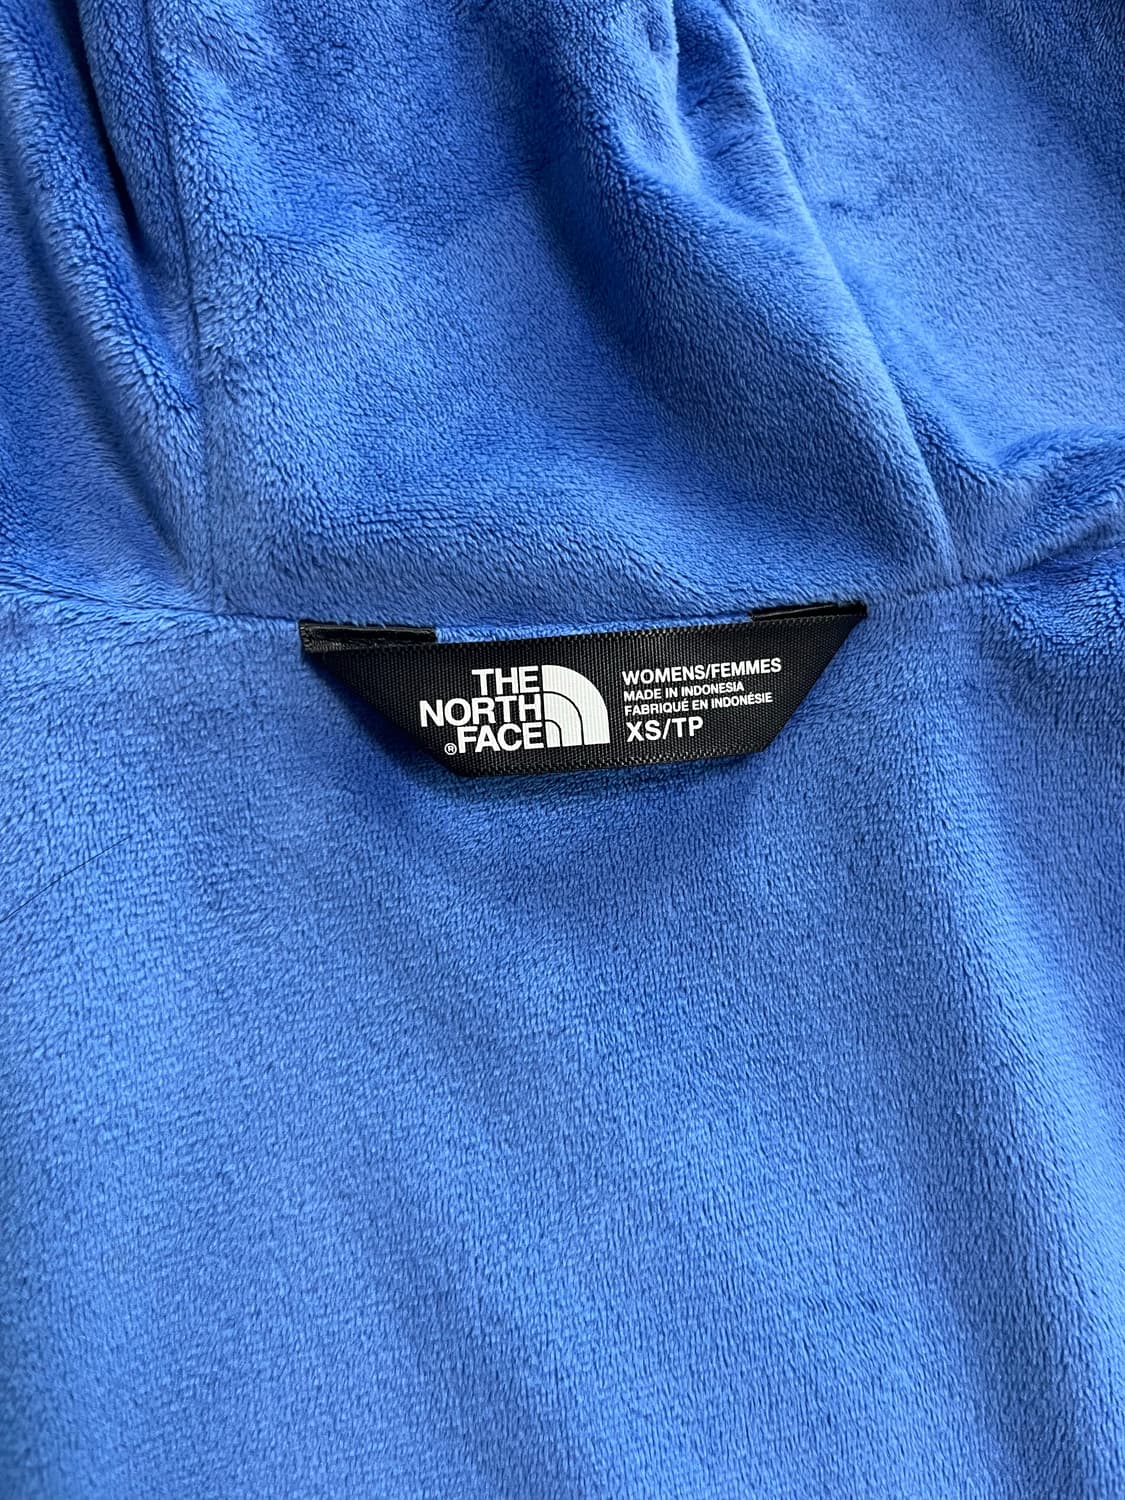 THE
NORTH
®FACE
WOMENS/FEMMES
MADE IN INDONESIA
FABRIQUÉ EN INDONÉSIE
XS/TP